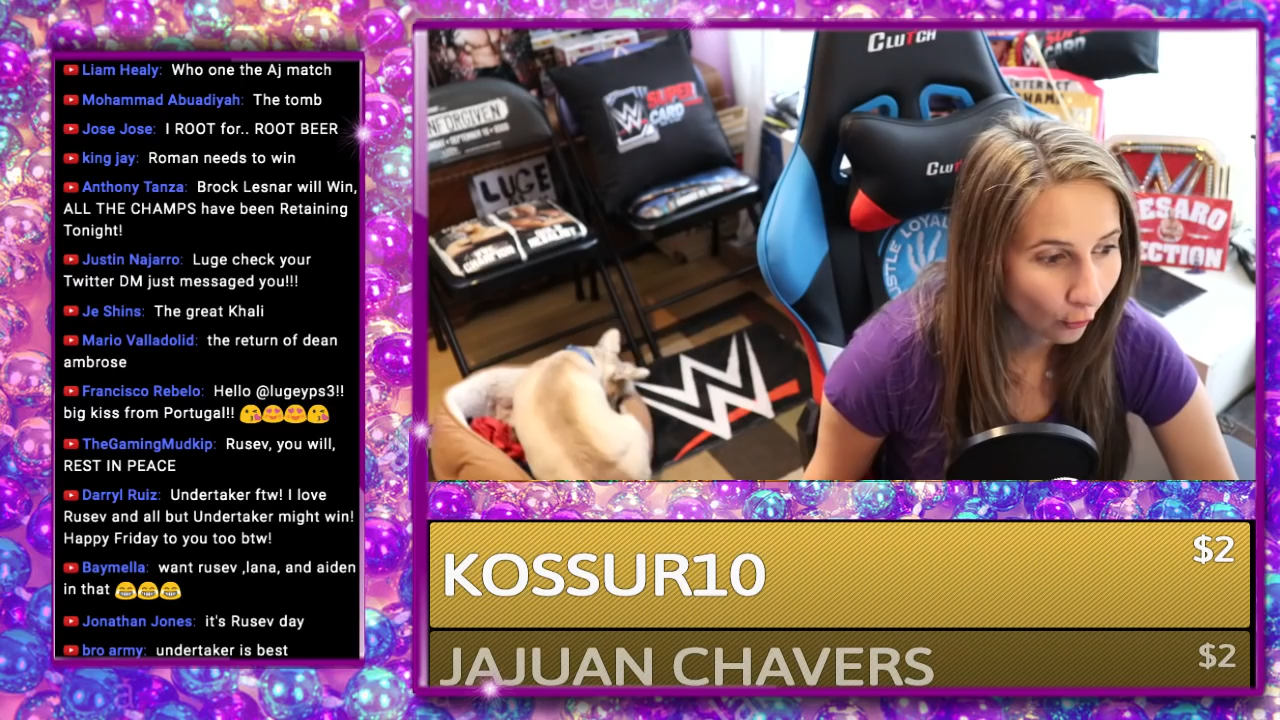 Liam Healy: Who one the Aj match
Mohammad Abuadiyah: The tomb
Jose Jose: I ROOT for.. ROOT BEER
king jay: Roman needs to win
Anthony Tanza: Brock Lesnar will Win,
ALL THE CHAMPS have been Retaining
Tonight!
Justin Najarro: Luge check your
Twitter DM just messaged you!!!
Je Shins: The great Khali
Mario Valladolid: the return of dean
ambrose
Francisco Rebelo: Hello @lugeyps3!!
big kiss from Portugal!! 😘😍😍😘
TheGamingMudkip: Rusev, you will,
REST IN PEACE
Darryl Ruiz: Undertaker ftw! I love
Rusev and all but Undertaker might win!
Happy Friday to you too btw!
Baymella: want rusev ,lana, and aiden
in that 😂😂😂
Jonathan Jones: it's Rusev day
bro army: undertaker is best
CLUTCH
NFORGIVEN
SUPER
CARD
LUGE
CLUT
LOYAL
STLE
ESARO
ECTION
KOSSUR10
$2
JAJUAN CHAVERS
$2